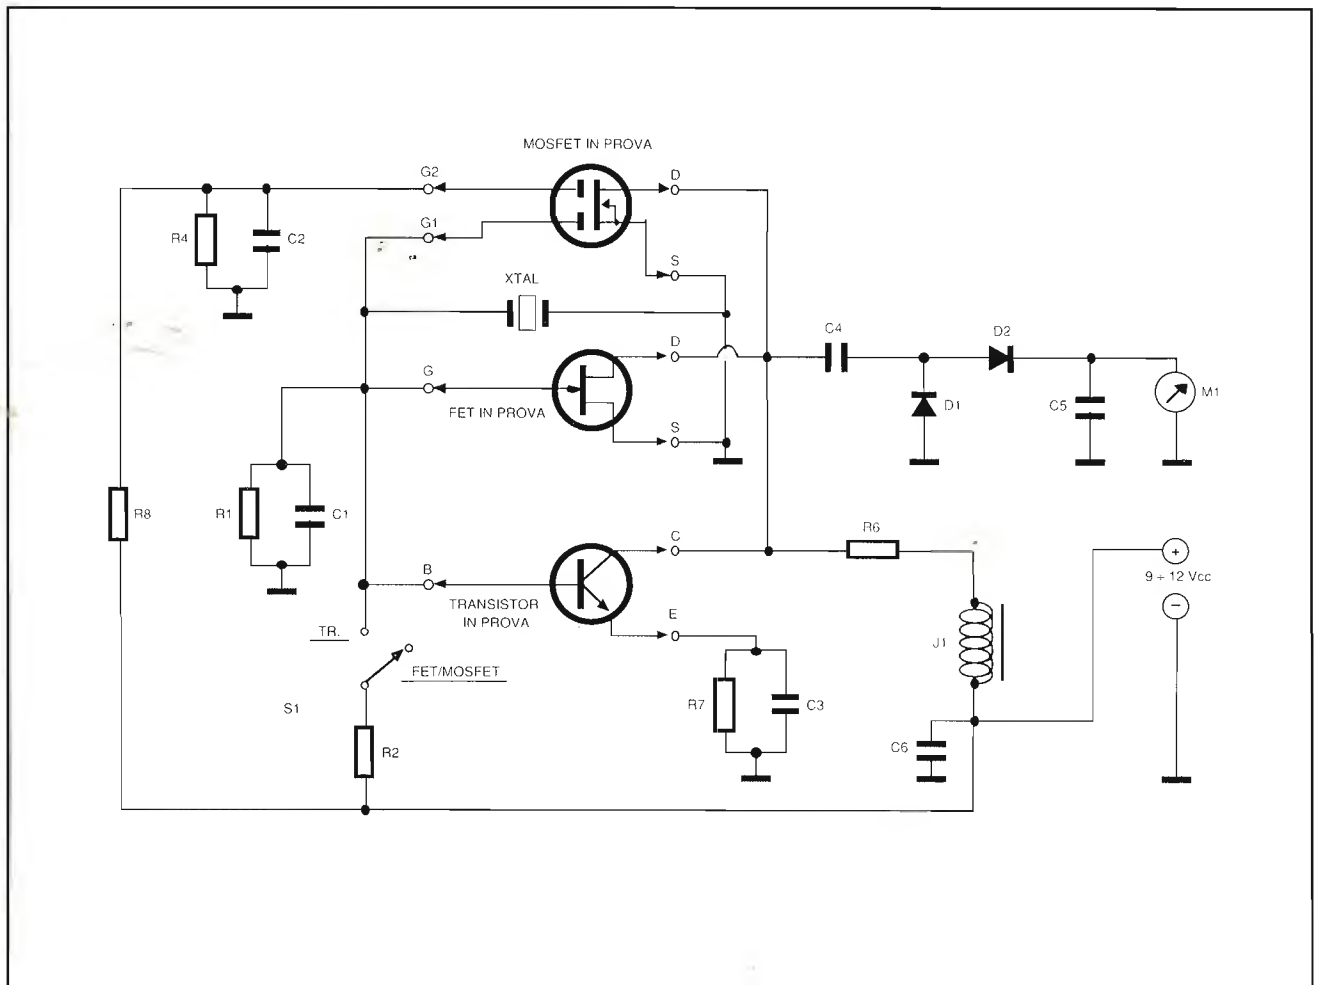 MOSFET IN PROVA
G2
D
R4
C2
G1
S
XTAL
C4
D2
D
G
FET IN PROVA
D1
C5
M1
S
R8
R1
C1
C
R6
+
9 ÷ 12 Vcc
−
B
TRANSISTOR
IN PROVA
E
TR.
FET/MOSFET
J1
S1
R7
C3
R2
C6